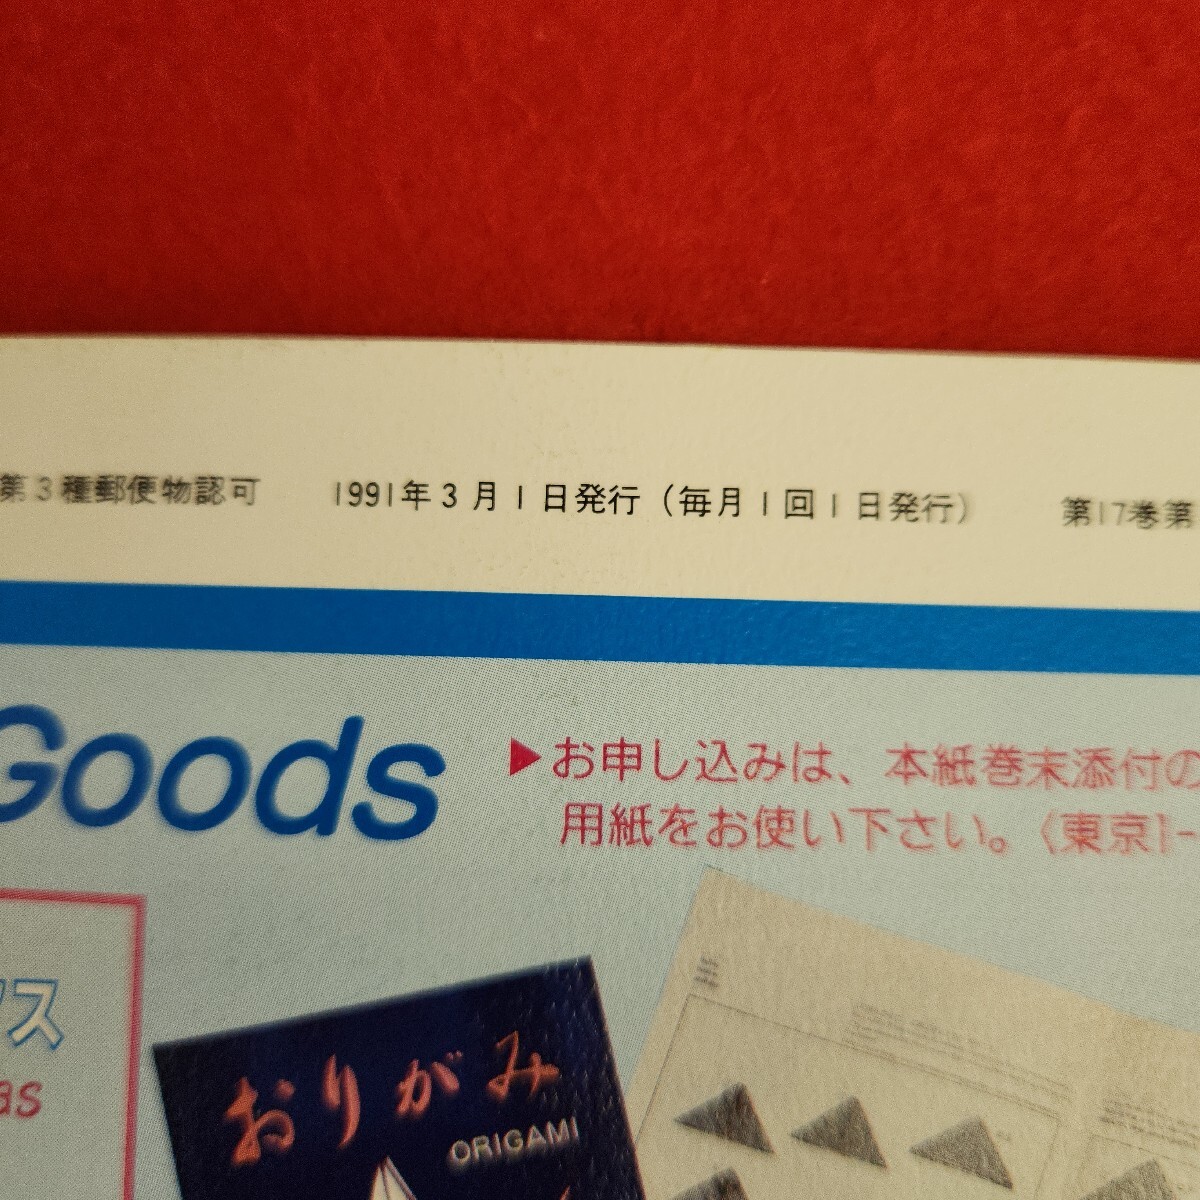 第3種郵便物認可 1991年3月1日発行（毎月1回1日発行） 第17巻第
Goods
▶お申し込みは、本紙巻末添付の
用紙をお使い下さい。〈東京1-
ス
as
おりがみ
ORIGAMI